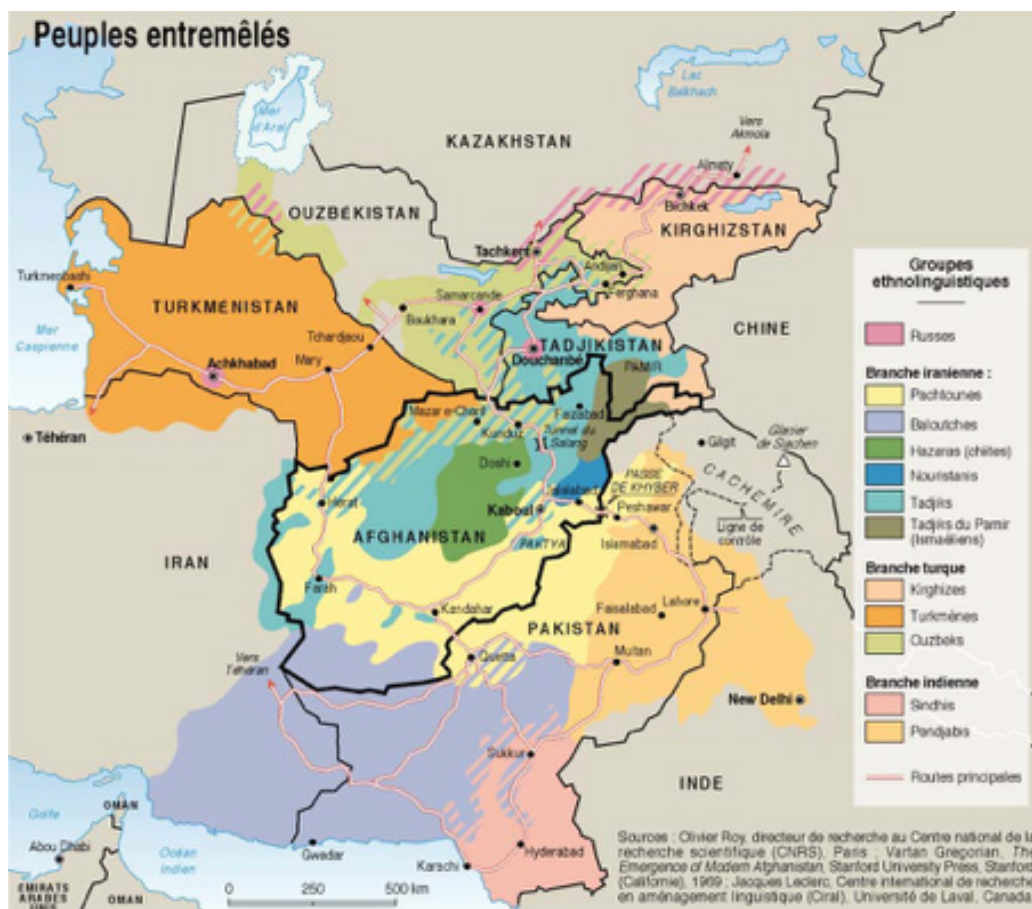 Peuples entremêlés
Mer
d'Aral
Lac
Balkhach
KAZAKHSTAN
Vers
Akmola
Almaty
OUZBÉKISTAN
Bichkek
KIRGHIZSTAN
Tachkent
Turkmenbashi
Andijan
Ferghana
TURKMÉNISTAN
Samarcande
Boukhara
CHINE
Mer
Caspienne
Tchardjaou
TADJIKISTAN
Douchanbé
Achkhabad
Mary
PAMIR
Mazar e-Charif
Faizabad
Téhéran
Kunduz
Tunnel du
Salang
Gilgit
Glacier
de Siachen
Doshi
PASSE
DE KHYBER
CACHEMIRE
Herat
Jalalabad
Kaboul
Peshawar
Ligne de
contrôle
AFGHANISTAN
PAKTYA
Islamabad
IRAN
Farah
Kandahar
Faisalabad
Lahore
PAKISTAN
Vers
Téhéran
Quetta
Multan
New Delhi
Sukkur
INDE
OMAN
Golfe
Abou Dhabi
Océan
indien
Gwadar
Karachi
Hyderabad
ÉMIRATS
ARABES
UNIS
OMAN
0 250 500 km
Groupes
ethnolinguistiques
Russes
Branche iranienne :
Pachtounes
Baloutches
Hazaras (chiites)
Nouristanis
Tadjiks
Tadjiks du Pamir
(Ismaéliens)
Branche turque
Kirghizes
Turkmènes
Ouzbeks
Branche indienne
Sindhis
Pendjabis
Routes principales
Sources : Olivier Roy, directeur de recherche au Centre national de la
recherche scientifique (CNRS), Paris ; Vartan Gregorian, The
Emergence of Modern Afghanistan, Stanford University Press, Stanford
(Californie), 1969 ; Jacques Leclerc, Centre international de recherche
en aménagement linguistique (Ciral), Université de Laval, Canada.